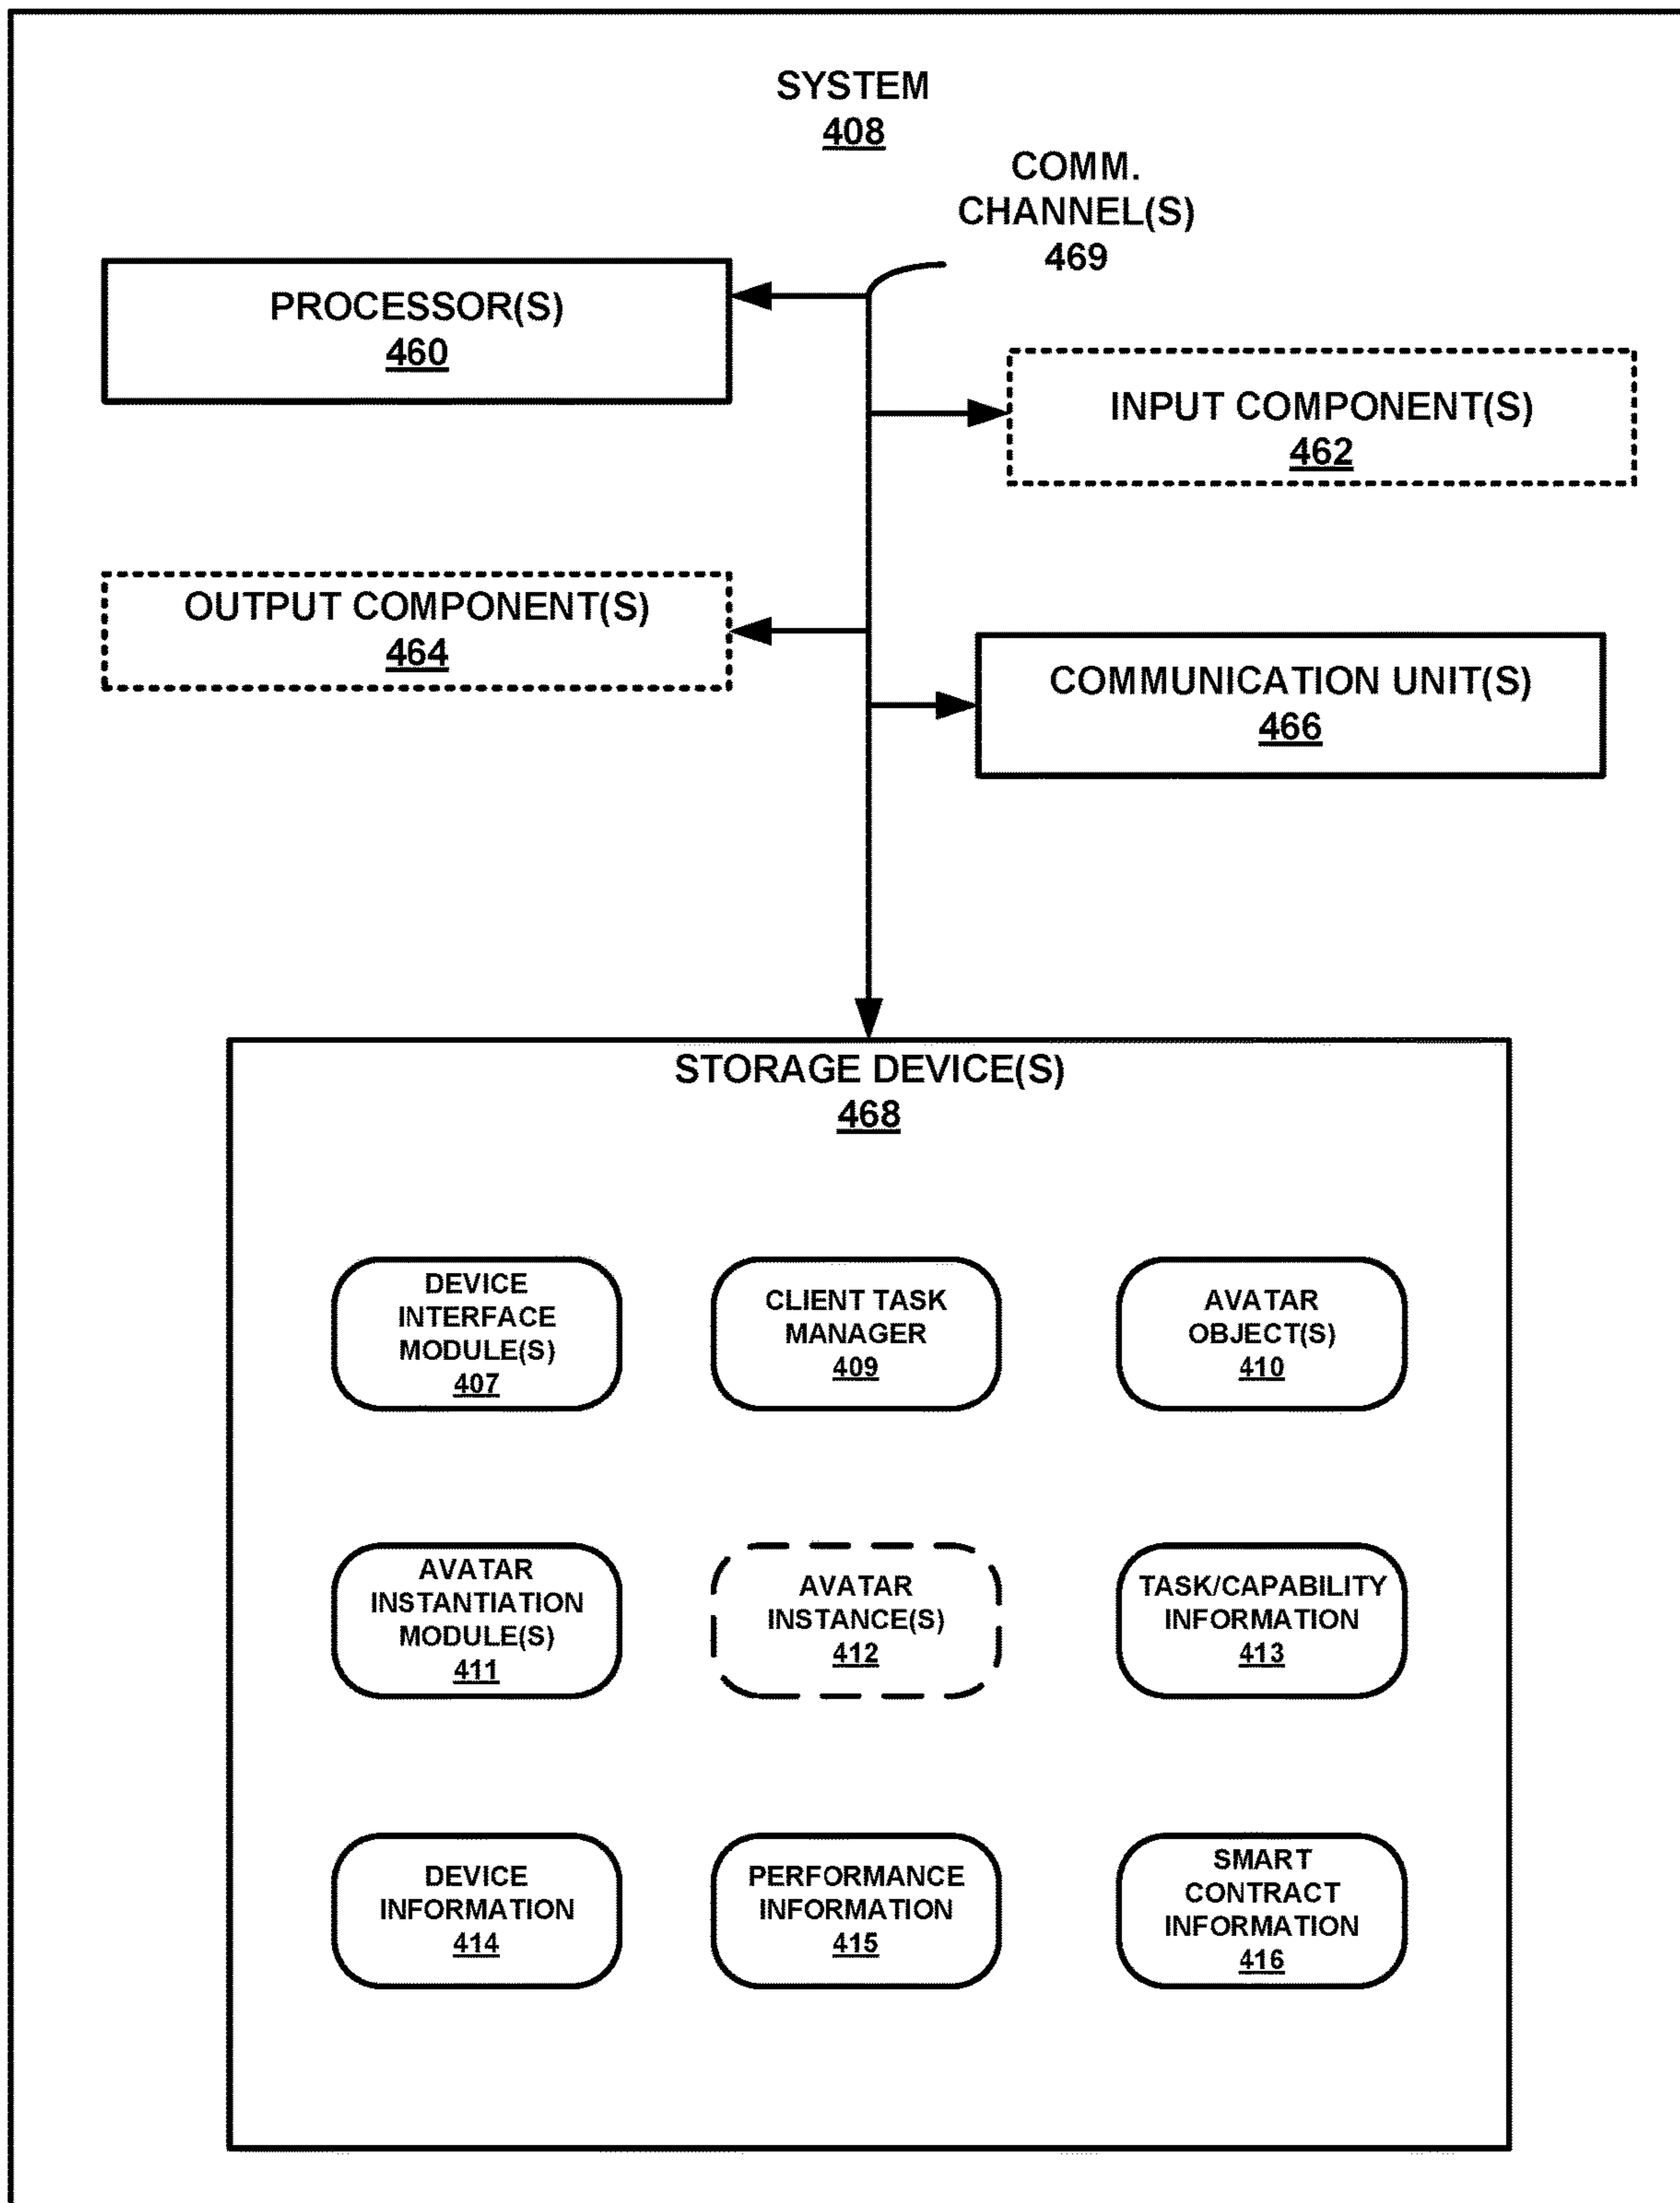 SYSTEM
408
COMM.
CHANNEL(S)
469
PROCESSOR(S)
460
INPUT COMPONENT(S)
462
OUTPUT COMPONENT(S)
464
COMMUNICATION UNIT(S)
466
STORAGE DEVICE(S)
468
DEVICE
INTERFACE
MODULE(S)
407
CLIENT TASK
MANAGER
409
AVATAR
OBJECT(S)
410
AVATAR
INSTANTIATION
MODULE(S)
411
AVATAR
INSTANCE(S)
412
TASK/CAPABILITY
INFORMATION
413
DEVICE
INFORMATION
414
PERFORMANCE
INFORMATION
415
SMART
CONTRACT
INFORMATION
416